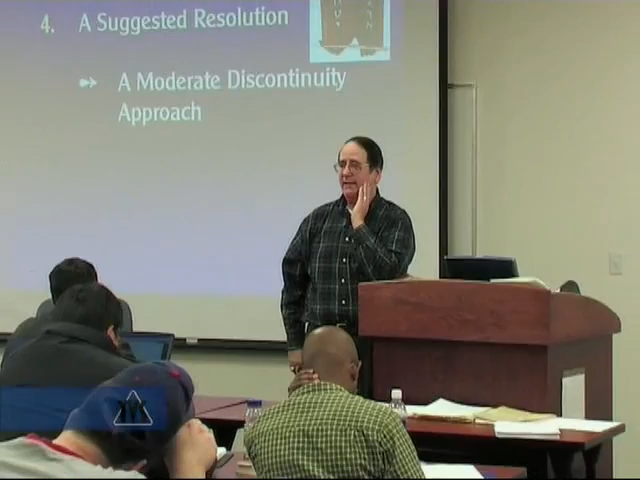 4. A Suggested Resolution
➻ A Moderate Discontinuity
Approach